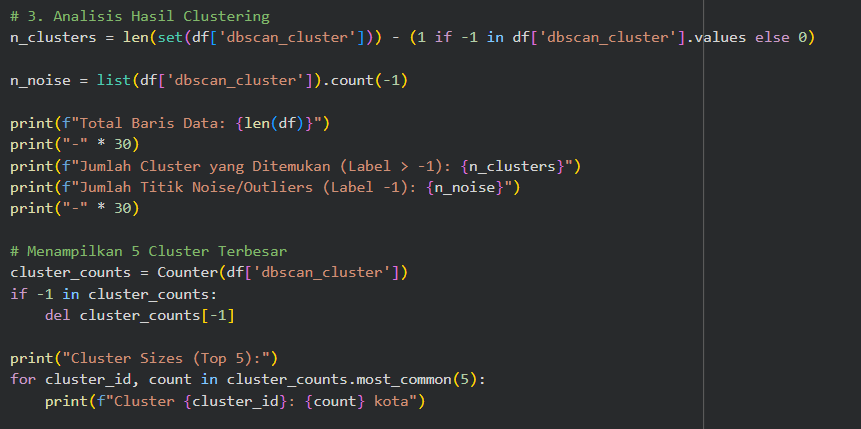 # 3. Analisis Hasil Clustering
n_clusters = len(set(df['dbscan_cluster'])) - (1 if -1 in df['dbscan_cluster'].values else 0)
n_noise = list(df['dbscan_cluster']).count(-1)
print(f"Total Baris Data: {len(df)}")
print("-" * 30)
print(f"Jumlah Cluster yang Ditemukan (Label > -1): {n_clusters}")
print(f"Jumlah Titik Noise/Outliers (Label -1): {n_noise}")
print("-" * 30)
# Menampilkan 5 Cluster Terbesar
cluster_counts = Counter(df['dbscan_cluster'])
if -1 in cluster_counts:
    del cluster_counts[-1]
print("Cluster Sizes (Top 5):")
for cluster_id, count in cluster_counts.most_common(5):
    print(f"Cluster {cluster_id}: {count} kota")